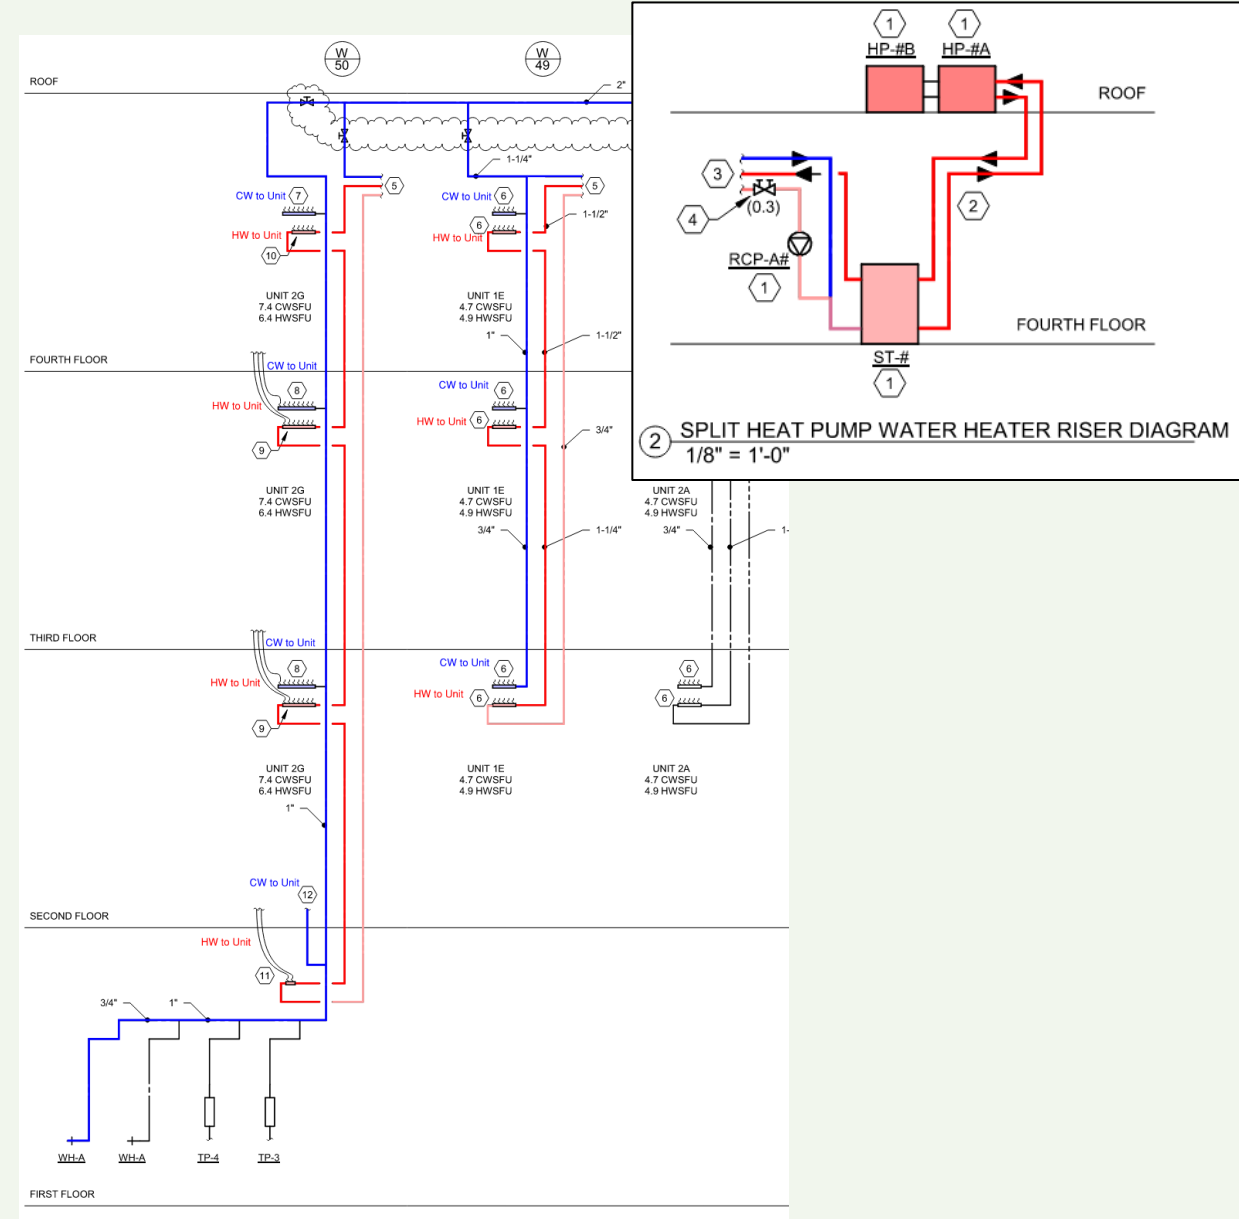 W
50
W
49
ROOF
2"
1-1/4"
CW to Unit
7
5
CW to Unit
6
5
6
1-1/2"
HW to Unit
HW to Unit
10
UNIT 2G
7.4 CWSFU
6.4 HWSFU
UNIT 1E
4.7 CWSFU
4.9 HWSFU
1"
1-1/2"
FOURTH FLOOR
CW to Unit
8
CW to Unit
6
HW to Unit
HW to Unit
6
3/4"
9
UNIT 2G
7.4 CWSFU
6.4 HWSFU
UNIT 1E
4.7 CWSFU
4.9 HWSFU
UNIT 2A
4.7 CWSFU
4.9 HWSFU
3/4"
1-1/4"
3/4"
1-
THIRD FLOOR
CW to Unit
8
CW to Unit
6
6
HW to Unit
HW to Unit
6
6
9
UNIT 2G
7.4 CWSFU
6.4 HWSFU
UNIT 1E
4.7 CWSFU
4.9 HWSFU
UNIT 2A
4.7 CWSFU
4.9 HWSFU
1"
CW to Unit
12
SECOND FLOOR
HW to Unit
11
3/4"
1"
WH-A
WH-A
TP-4
TP-3
FIRST FLOOR
1
1
HP-#B
HP-#A
ROOF
3
2
4
(0.3)
RCP-A#
1
FOURTH FLOOR
ST-#
1
2
SPLIT HEAT PUMP WATER HEATER RISER DIAGRAM
1/8" = 1'-0"